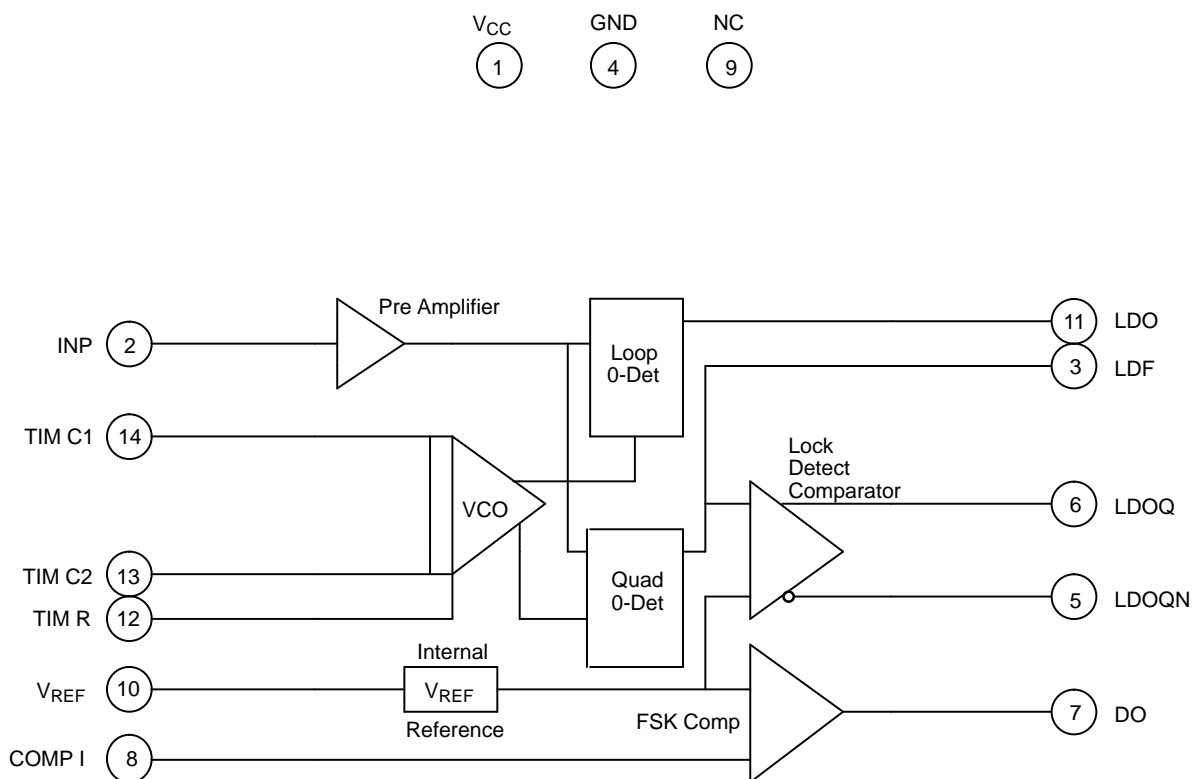 VCC GND NC
1 4 9
Pre Amplifier
INP 2
Loop
0-Det
11 LDO
3 LDF
TIM C1 14
VCO
Lock
Detect
Comparator
6 LDOQ
TIM C2 13
TIM R 12
Quad
0-Det
5 LDOQN
Internal
VREF 10
VREF
Reference
FSK Comp
7 DO
COMP I 8